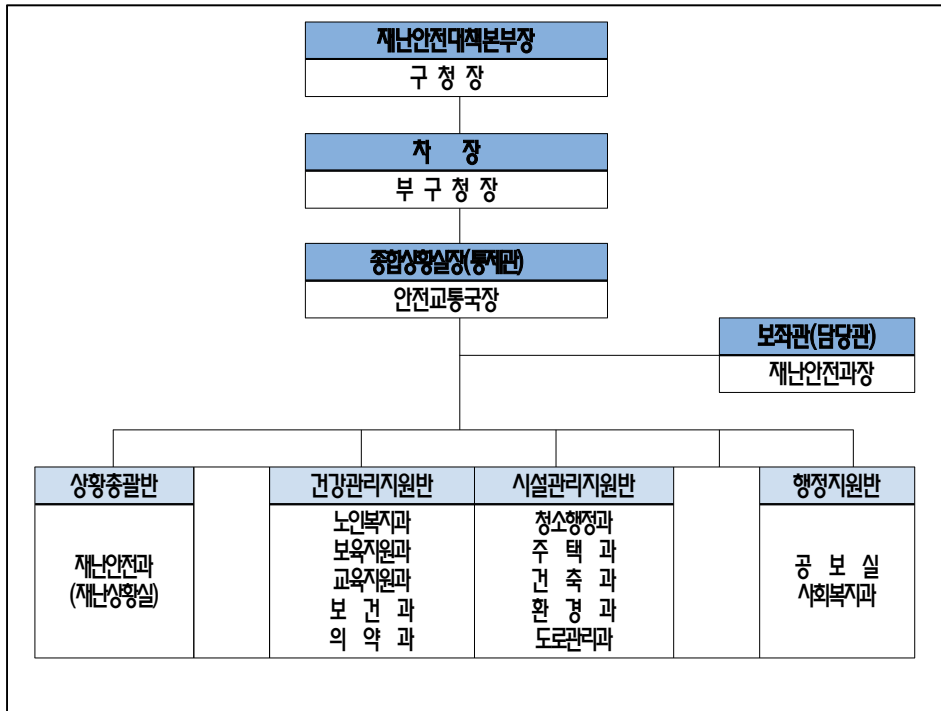 재난안전대책본부장
구 청 장
차 장
부 구 청 장
종합상황실장(통제관)
안전교통국장
보좌관(담당관)
재난안전과장
상황총괄반
재난안전과
(재난상황실)
건강관리지원반
노인복지과
보육지원과
교육지원과
보 건 과
의 약 과
시설관리지원반
청소행정과
주 택 과
건 축 과
환 경 과
도로관리과
행정지원반
공 보 실
사회복지과